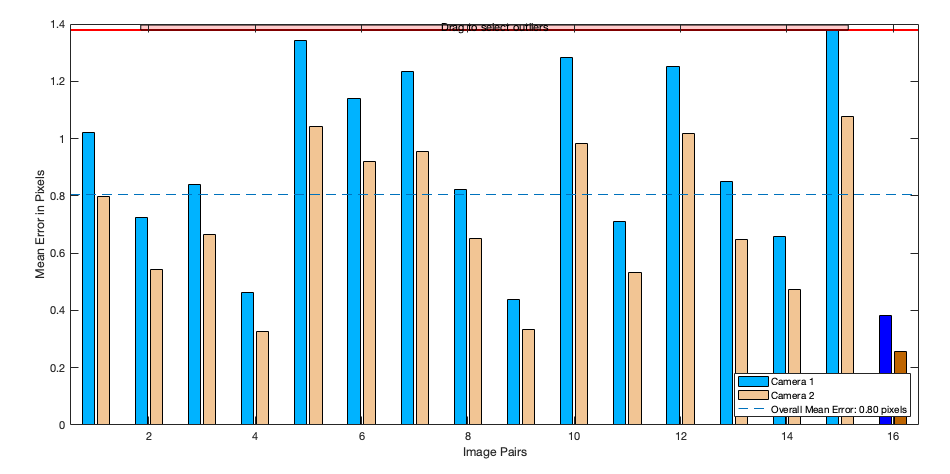 1.4
Drag to select outliers
1.2
1
0.8
0.6
0.4
0.2
0
Mean Error in Pixels
Camera 1
Camera 2
Overall Mean Error: 0.80 pixels
2 4 6 8 10 12 14 16
Image Pairs